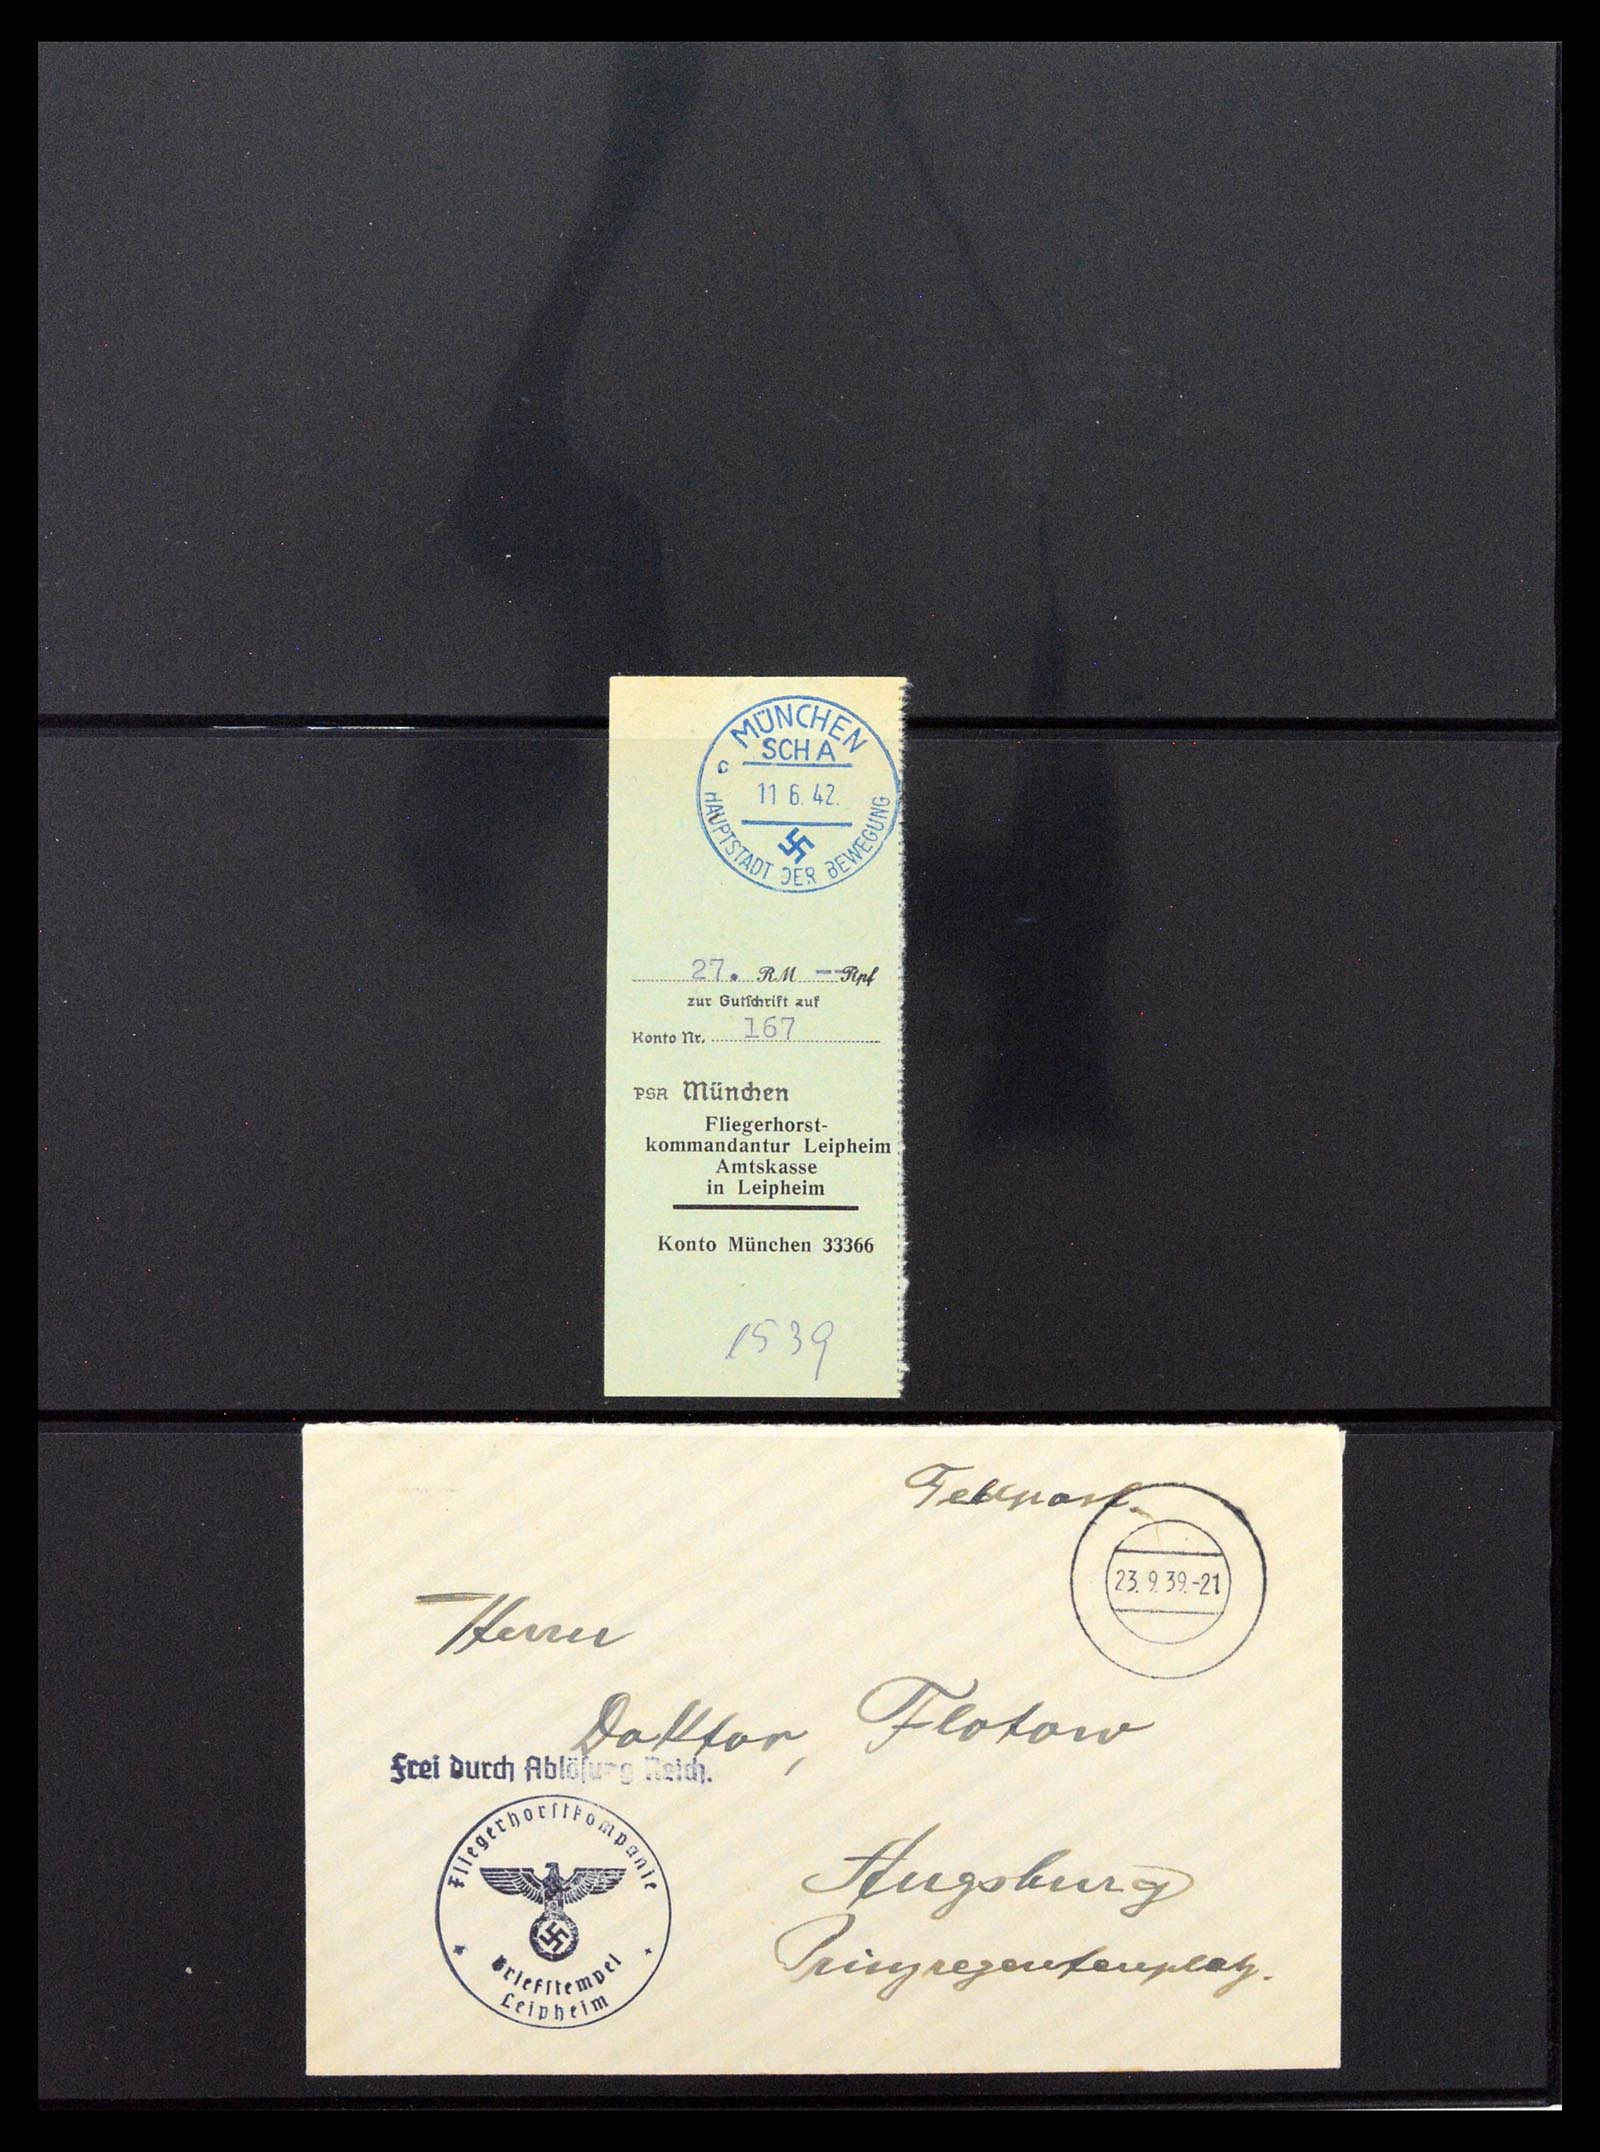 MÜNCHEN
SCHA
c
11 6. 42.
HAUPTSTADT DER BEWEGUNG
27. RM -- Rpf
zur Gutschrift auf
Konto Nr. 167
PSA München
Fliegerhorst-
kommandantur Leipheim
Amtskasse
in Leipheim
Konto München 33366
1539
Feldpost.
23.9.39.-21
Herrn
Doktor, Flotow
Frei durch Ablösung Reich.
Fliegerhorstkompanie
Augsburg
Prinzregentenplatz.
Briefstempel
Leipheim